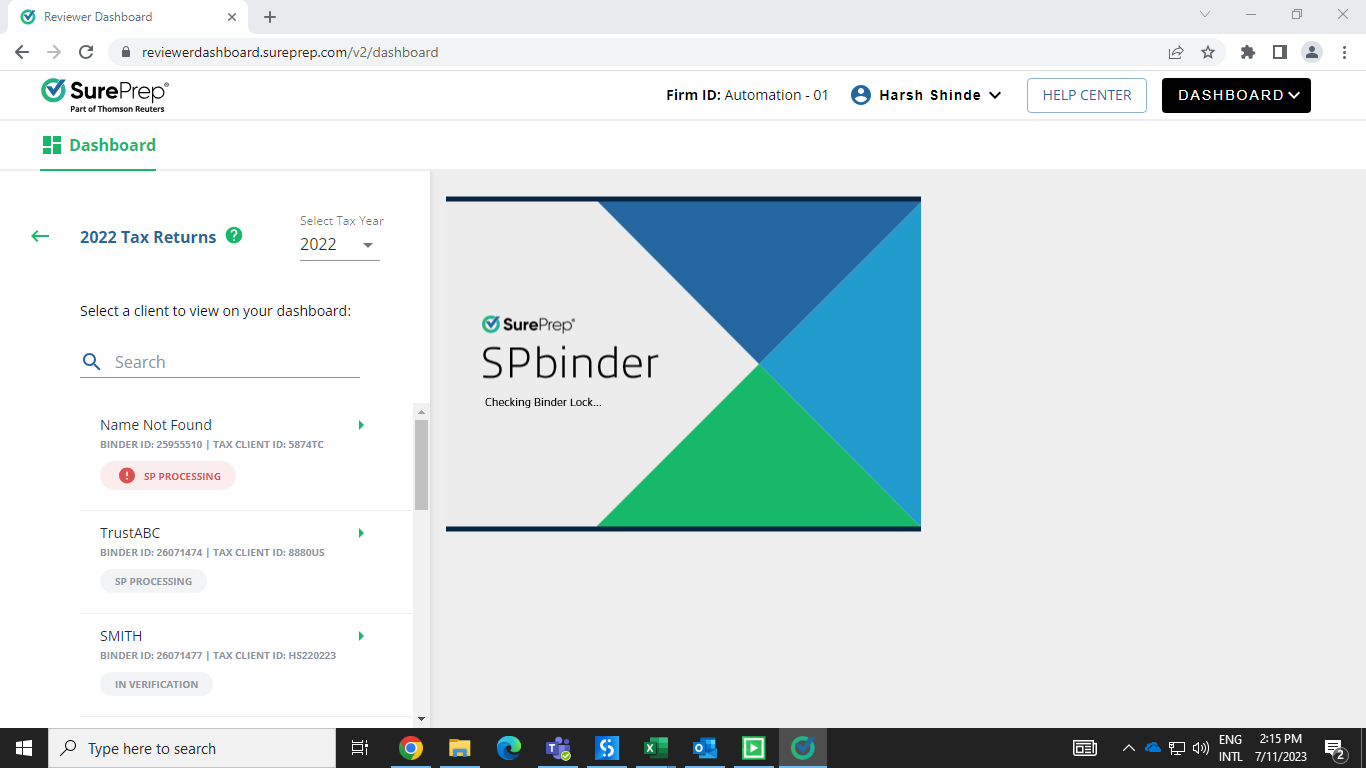 Reviewer Dashboard
reviewerdashboard.sureprep.com/v2/dashboard
SurePrep®
Part of Thomson Reuters
Firm ID: Automation - 01
Harsh Shinde
HELP CENTER
DASHBOARD
Dashboard
2022 Tax Returns
?
Select Tax Year
2022
Select a client to view on your dashboard:
Search
Name Not Found
BINDER ID: 25955510 | TAX CLIENT ID: 5874TC
! SP PROCESSING
TrustABC
BINDER ID: 26071474 | TAX CLIENT ID: 8880US
SP PROCESSING
SMITH
BINDER ID: 26071477 | TAX CLIENT ID: HS220223
IN VERIFICATION
SurePrep®
SPbinder
Checking Binder Lock...
Type here to search
ENG
INTL
2:15 PM
7/11/2023
2